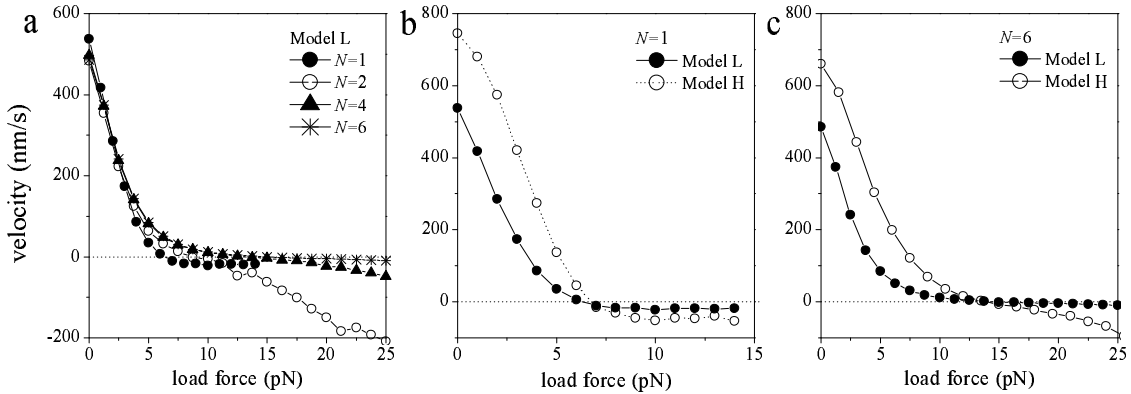 a
600
400
200
0
-200
velocity (nm/s)
Model L
N=1
N=2
N=4
N=6
0 5 10 15 20 25
load force (pN)
b
800
600
400
200
0
N=1
Model L
Model H
0 5 10 15
load force (pN)
c
800
600
400
200
0
N=6
Model L
Model H
0 5 10 15 20 25
load force (pN)